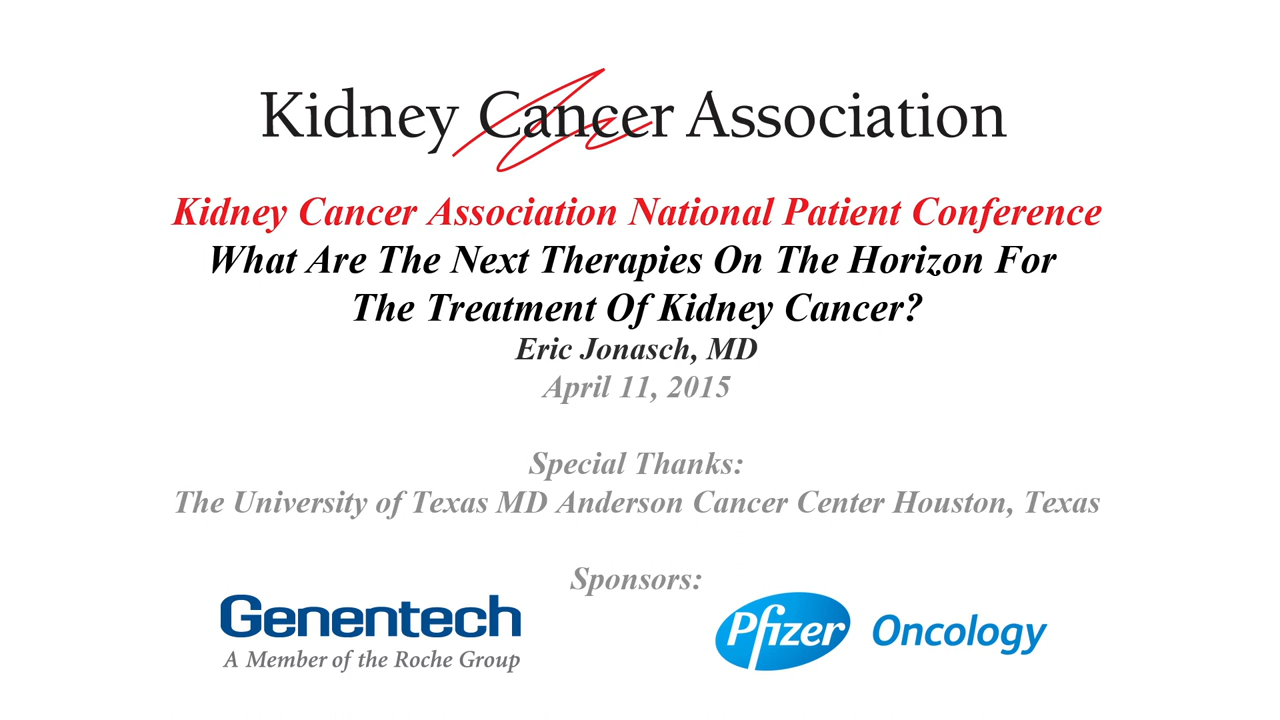 Kidney Cancer Association
Kidney Cancer Association National Patient Conference
What Are The Next Therapies On The Horizon For
The Treatment Of Kidney Cancer?
Eric Jonasch, MD
April 11, 2015
Special Thanks:
The University of Texas MD Anderson Cancer Center Houston, Texas
Sponsors:
Genentech
A Member of the Roche Group
Pfizer Oncology